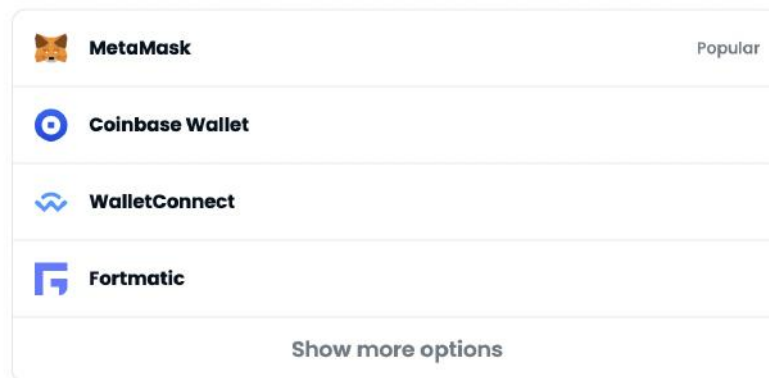 MetaMask Popular
Coinbase Wallet
WalletConnect
Fortmatic
Show more options